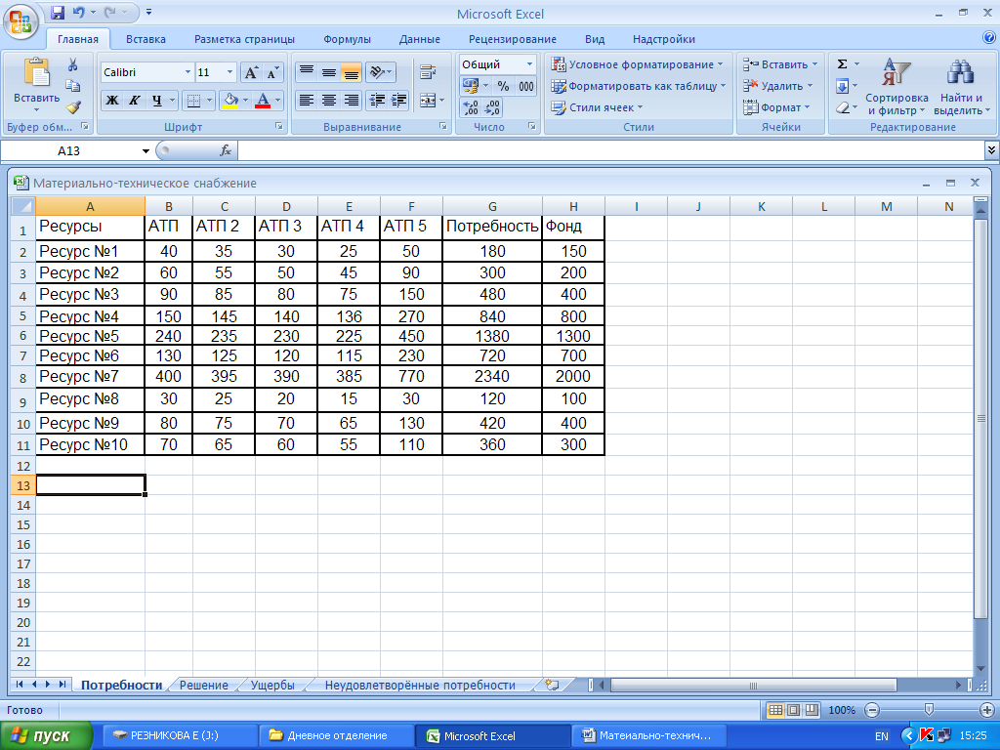 Microsoft Excel
Главная Вставка Разметка страницы Формулы Данные Рецензирование Вид Надстройки
Вставить
Calibri 11
Ж К Ч
А
Общий
% 000
Условное форматирование
Форматировать как таблицу
Стили ячеек
Вставить
Удалить
Формат
Σ
Сортировка и фильтр
Найти и выделить
Буфер обм... Шрифт Выравнивание Число Стили Ячейки Редактирование
A13 fx
Материально-техническое снабжение
A B C D E F G H I J K L M N
1 Ресурсы АТП АТП 2 АТП 3 АТП 4 АТП 5 Потребность Фонд
2 Ресурс №1 40 35 30 25 50 180 150
3 Ресурс №2 60 55 50 45 90 300 200
4 Ресурс №3 90 85 80 75 150 480 400
5 Ресурс №4 150 145 140 136 270 840 800
6 Ресурс №5 240 235 230 225 450 1380 1300
7 Ресурс №6 130 125 120 115 230 720 700
8 Ресурс №7 400 395 390 385 770 2340 2000
9 Ресурс №8 30 25 20 15 30 120 100
10 Ресурс №9 80 75 70 65 130 420 400
11 Ресурс №10 70 65 60 55 110 360 300
12
13
14
15
16
17
18
19
20
21
22
Потребности Решение Ущербы Неудовлетворённые потребности
Готово 100%
пуск РЕЗНИКОВА Е (J:) Дневное отделение Microsoft Excel Матеиально-технич... EN 15:25